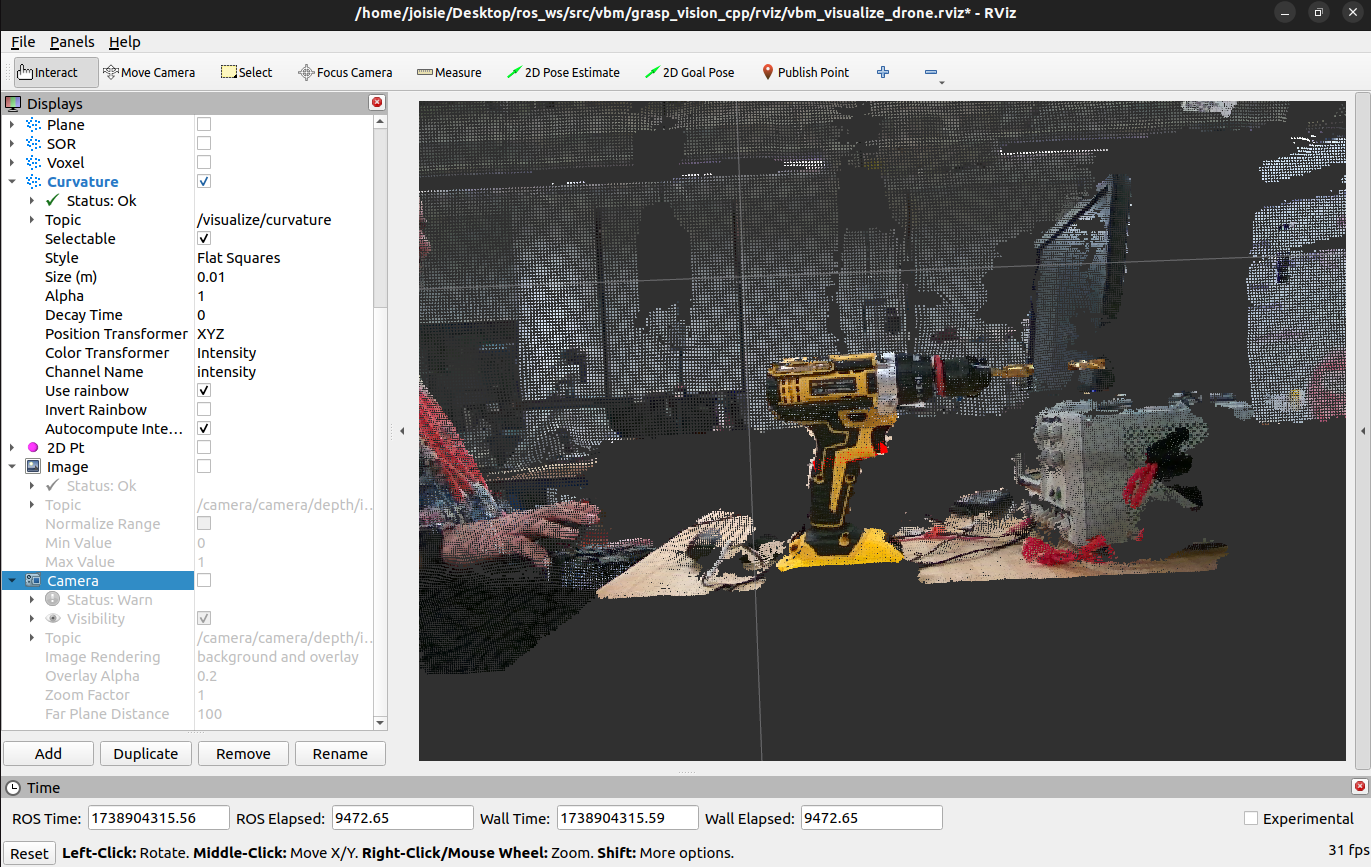 /home/joisie/Desktop/ros_ws/src/vbm/grasp_vision_cpp/rviz/vbm_visualize_drone.rviz* - RViz
File Panels Help
Interact Move Camera Select Focus Camera Measure 2D Pose Estimate 2D Goal Pose Publish Point
Displays
Plane
SOR
Voxel
Curvature
Status: Ok
Topic /visualize/curvature
Selectable
Style Flat Squares
Size (m) 0.01
Alpha 1
Decay Time 0
Position Transformer XYZ
Color Transformer Intensity
Channel Name intensity
Use rainbow
Invert Rainbow
Autocompute Inte...
2D Pt
Image
Status: Ok
Topic /camera/camera/depth/i...
Normalize Range
Min Value 0
Max Value 1
Camera
Status: Warn
Visibility
Topic /camera/camera/depth/i...
Image Rendering background and overlay
Overlay Alpha 0.2
Zoom Factor 1
Far Plane Distance 100
Add Duplicate Remove Rename
Time
ROS Time: 1738904315.56 ROS Elapsed: 9472.65 Wall Time: 1738904315.59 Wall Elapsed: 9472.65 Experimental
Reset Left-Click: Rotate. Middle-Click: Move X/Y. Right-Click/Mouse Wheel: Zoom. Shift: More options. 31 fps